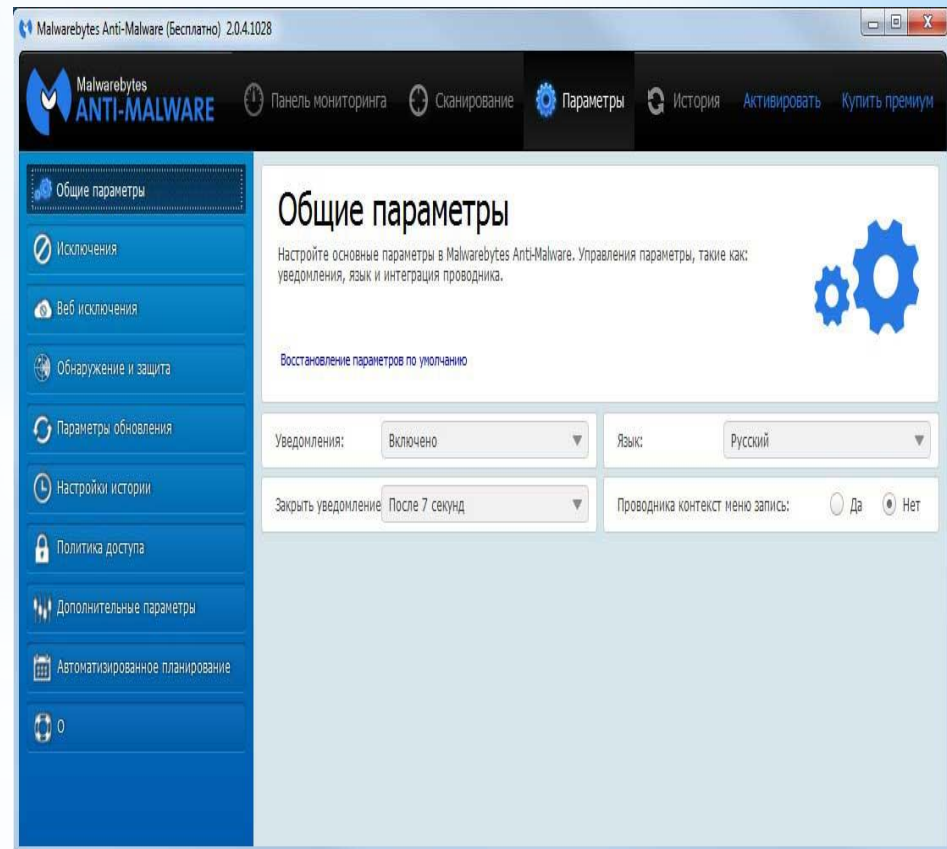 Malwarebytes Anti-Malware (Бесплатно) 2.0.4.1028
Malwarebytes
ANTI-MALWARE
Панель мониторинга
Сканирование
Параметры
История
Активировать
Купить премиум
Общие параметры
Исключения
Веб исключения
Обнаружение и защита
Параметры обновления
Настройки истории
Политика доступа
Дополнительные параметры
Автоматизированное планирование
О
Общие параметры
Настройте основные параметры в Malwarebytes Anti-Malware. Управления параметры, такие как:
уведомления, язык и интеграция проводника.
Восстановление параметров по умолчанию
Уведомления: Включено
Язык: Русский
Закрыть уведомление После 7 секунд
Проводника контекст меню запись: Да Нет